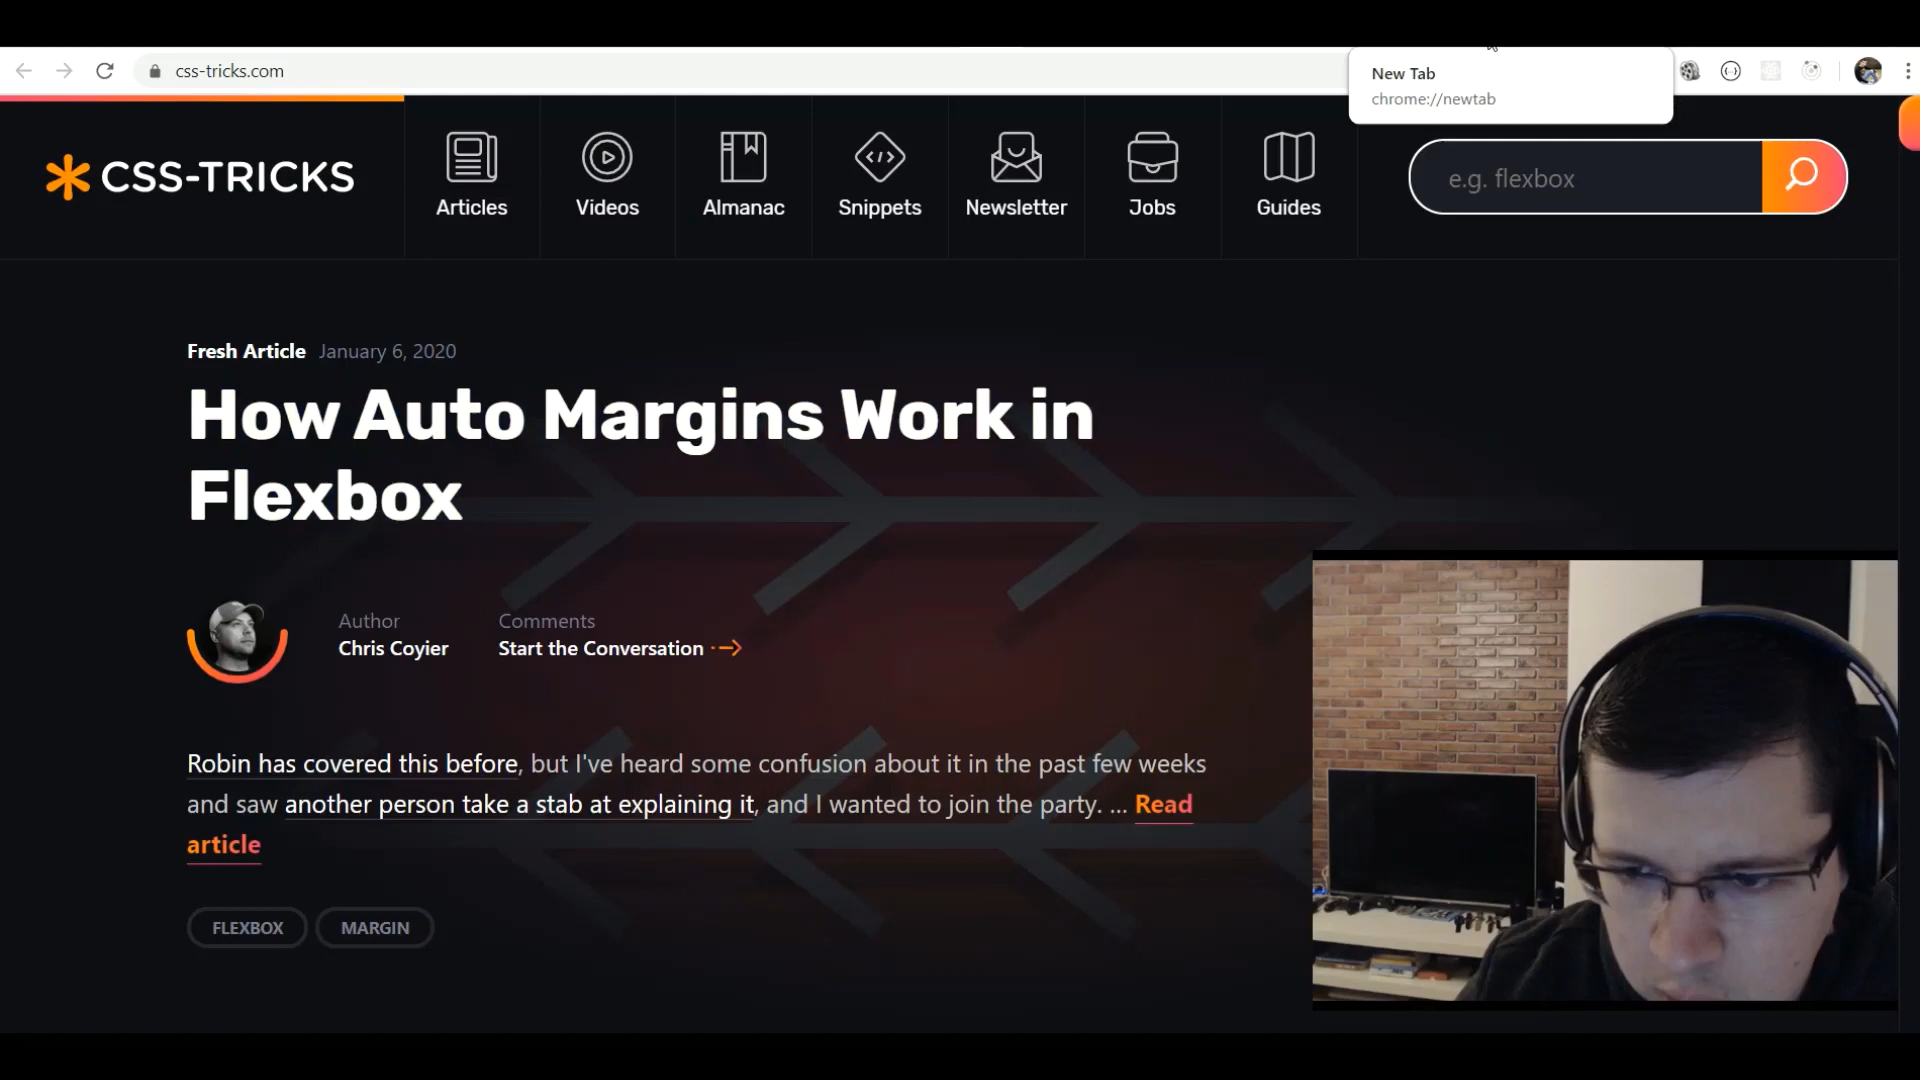 css-tricks.com
New Tab
chrome://newtab
CSS-TRICKS
Articles
Videos
Almanac
Snippets
Newsletter
Jobs
Guides
e.g. flexbox
Fresh Article January 6, 2020
How Auto Margins Work in
Flexbox
Author
Chris Coyier
Comments
Start the Conversation
Robin has covered this before, but I've heard some confusion about it in the past few weeks
and saw another person take a stab at explaining it, and I wanted to join the party. ... Read
article
FLEXBOX
MARGIN